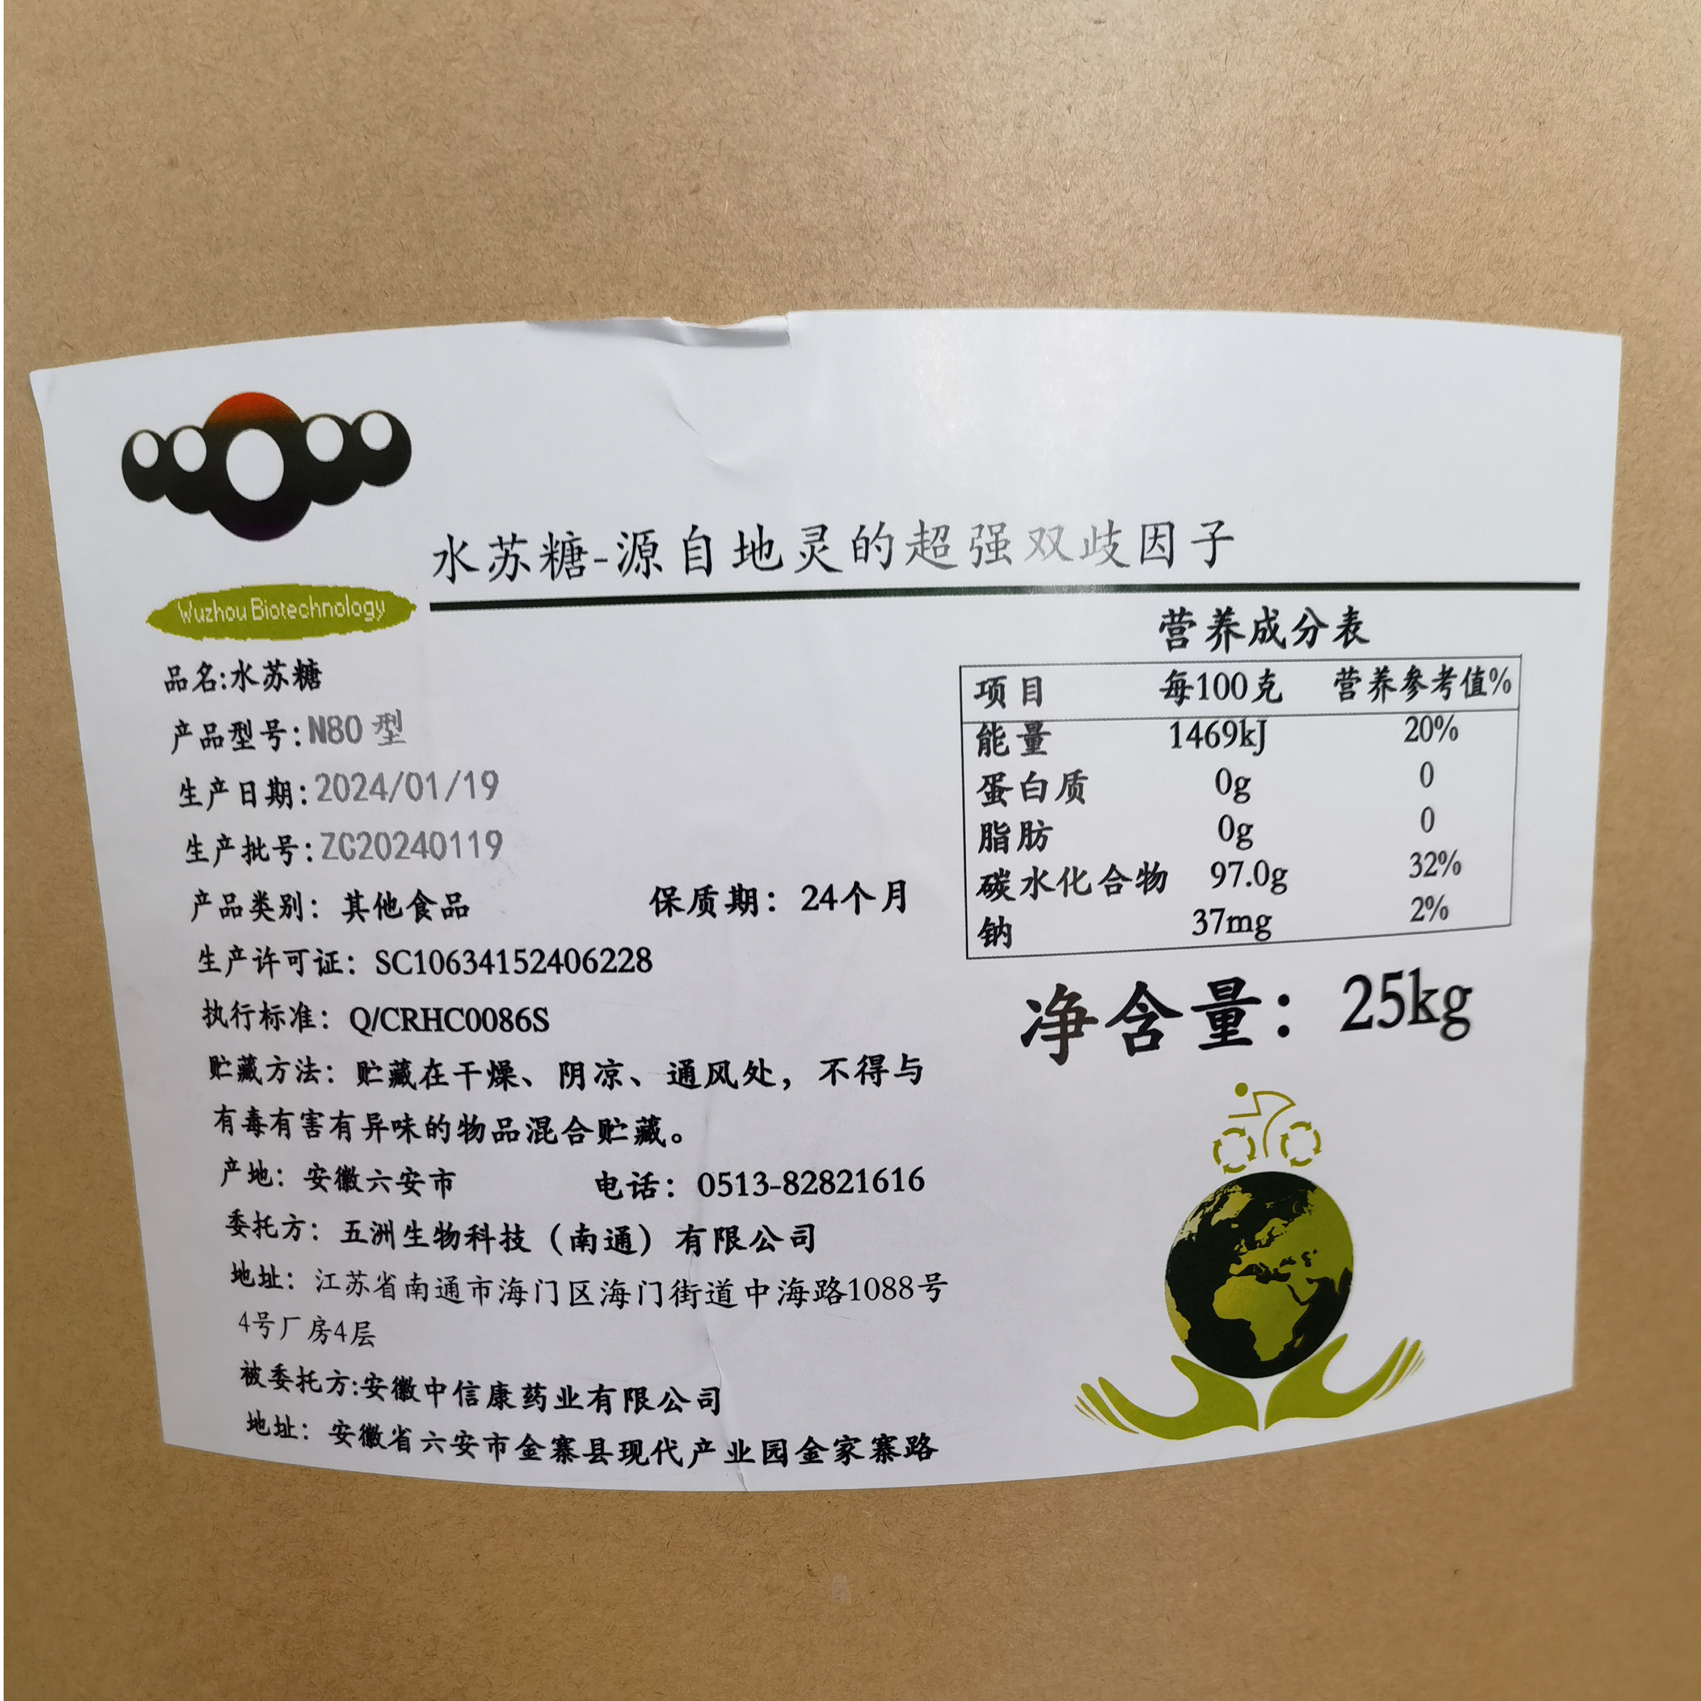 水苏糖-源自地灵的超强双歧因子
Wuzhou Biotechnology
品名:水苏糖
产品型号:N80 型
生产日期:2024/01/19
生产批号:ZC20240119
产品类别：其他食品 保质期：24个月
生产许可证：SC10634152406228
执行标准：Q/CRHC0086S
贮藏方法：贮藏在干燥、阴凉、通风处，不得与
有毒有害有异味的物品混合贮藏。
产地：安徽六安市 电话：0513-82821616
委托方：五洲生物科技（南通）有限公司
地址：江苏省南通市海门区海门街道中海路1088号
4号厂房4层
被委托方:安徽中信康药业有限公司
地址：安徽省六安市金寨县现代产业园金家寨路
营养成分表
项目 每100克 营养参考值%
能量 1469kJ 20%
蛋白质 0g 0
脂肪 0g 0
碳水化合物 97.0g 32%
钠 37mg 2%
净含量：25kg